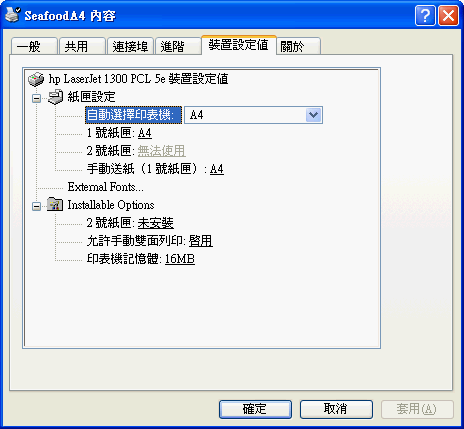 SeafoodA4 內容
一般 共用 連接埠 進階 裝置設定値 關於
hp LaserJet 1300 PCL 5e 裝置設定値
紙匣設定
自動選擇印表機: A4
1 號紙匣: A4
2 號紙匣: 無法使用
手動送紙（1 號紙匣）: A4
External Fonts...
Installable Options
2 號紙匣: 未安裝
允許手動雙面列印: 啓用
印表機記憶體: 16MB
確定 取消 套用(A)